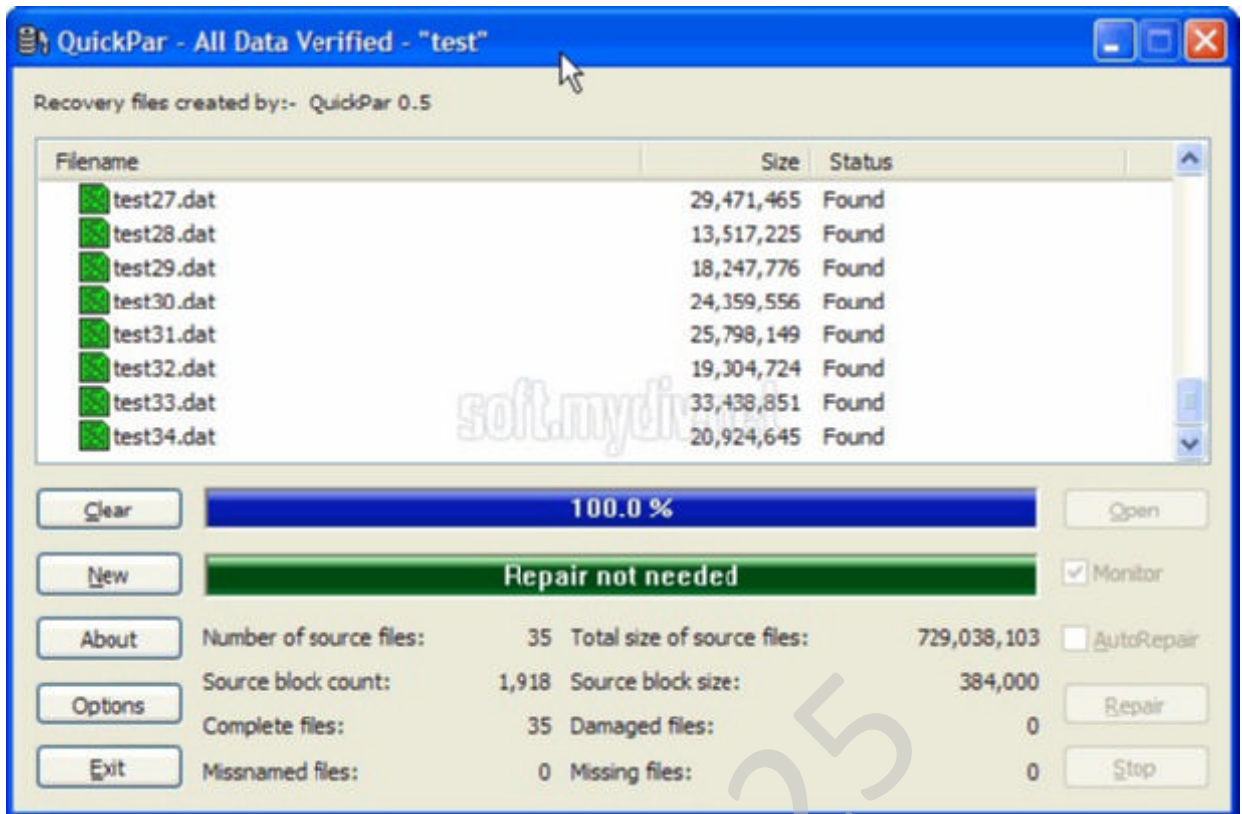 QuickPar - All Data Verified - "test"
Recovery files created by:- QuickPar 0.5
Filename Size Status
test27.dat 29,471,465 Found
test28.dat 13,517,225 Found
test29.dat 18,247,776 Found
test30.dat 24,359,556 Found
test31.dat 25,798,149 Found
test32.dat 19,304,724 Found
test33.dat 33,438,851 Found
soft.mydiv.net
test34.dat 20,924,645 Found
Clear 100.0 % Open
New Repair not needed Monitor
About Number of source files: 35 Total size of source files: 729,038,103 AutoRepair
Source block count: 1,918 Source block size: 384,000
Options Repair
Complete files: 35 Damaged files: 0
Exit Missnamed files: 0 Missing files: 0 Stop
25